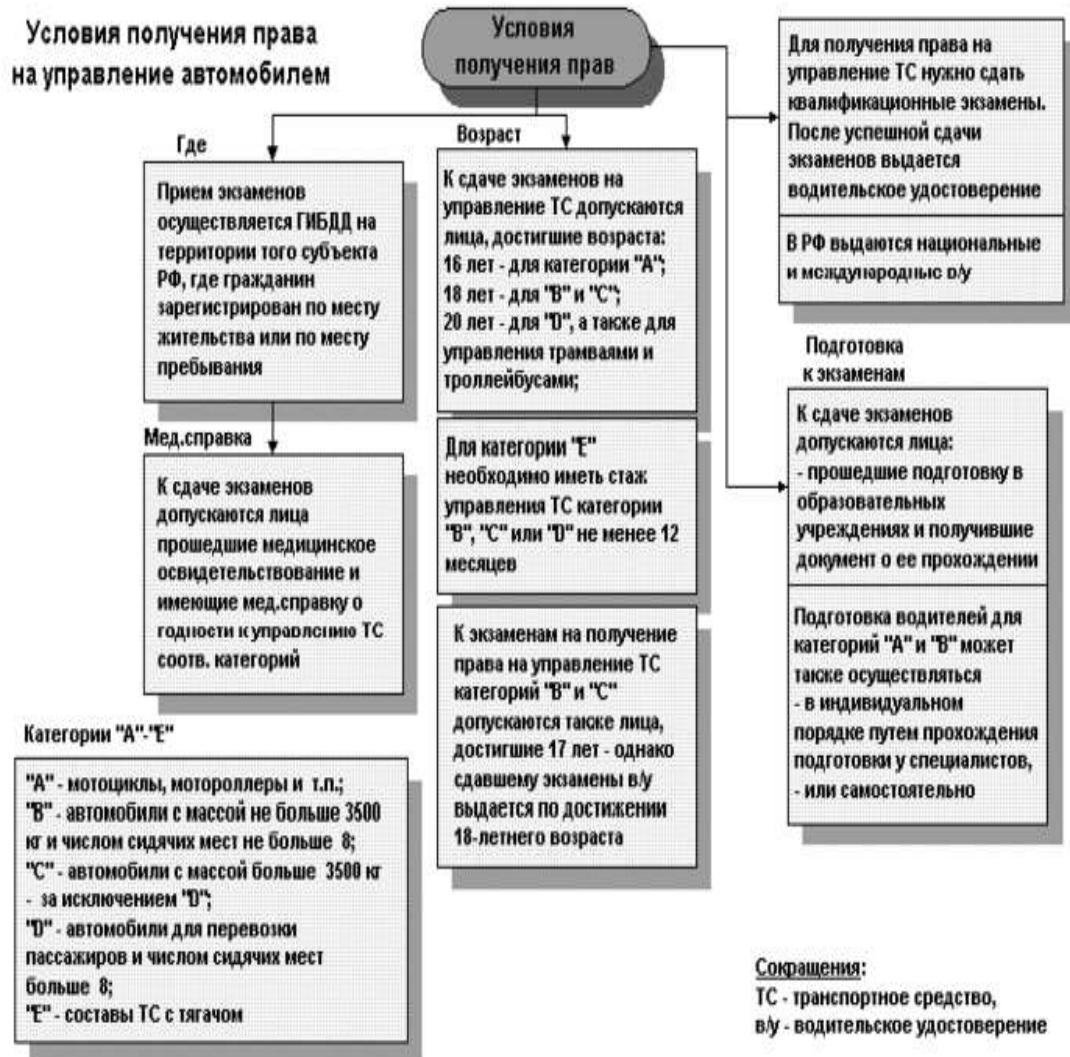 Условия получения права
на управление автомобилем
Условия
получения прав
Где
Прием экзаменов
осуществляется ГИБДД на
территории того субъекта
РФ, где гражданин
зарегистрирован по месту
жительства или по месту
пребывания
Мед.справка
К сдаче экзаменов
допускаются лица
прошедшие медицинское
освидетельствование и
имеющие мед.справку о
годности к управлению ТС
соотв. категорий
Возраст
К сдаче экзаменов на
управление ТС допускаются
лица, достигшие возраста:
16 лет - для категории "А";
18 лет - для "В" и "С";
20 лет - для "D", а также для
управления трамваями и
троллейбусами;
Для категории "Е"
необходимо иметь стаж
управления ТС категории
"В", "С" или "D" не менее 12
месяцев
К экзаменам на получение
права на управление ТС
категорий "В" и "С"
допускаются также лица,
достигшие 17 лет - однако
сдавшему экзамены в/у
выдается по достижении
18-летнего возраста
Для получения права на
управление ТС нужно сдать
квалификационные экзамены.
После успешной сдачи
экзаменов выдается
водительское удостоверение
В РФ выдаются национальные
и международные в/у
Подготовка
к экзаменам
К сдаче экзаменов
допускаются лица:
- прошедшие подготовку в
образовательных
учреждениях и получившие
документ о ее прохождении
Подготовка водителей для
категорий "А" и "В" может
также осуществляться
- в индивидуальном
порядке путем прохождения
подготовки у специалистов,
- или самостоятельно
Категории "А"-"Е"
"А" - мотоциклы, мотороллеры и т.п.;
"В" - автомобили с массой не больше 3500
кг и числом сидячих мест не больше 8;
"С" - автомобили с массой больше 3500 кг
- за исключением "D";
"D" - автомобили для перевозки
пассажиров и числом сидячих мест
больше 8;
"Е" - составы ТС с тягачом
Сокращения:
ТС - транспортное средство,
в/у - водительское удостоверение